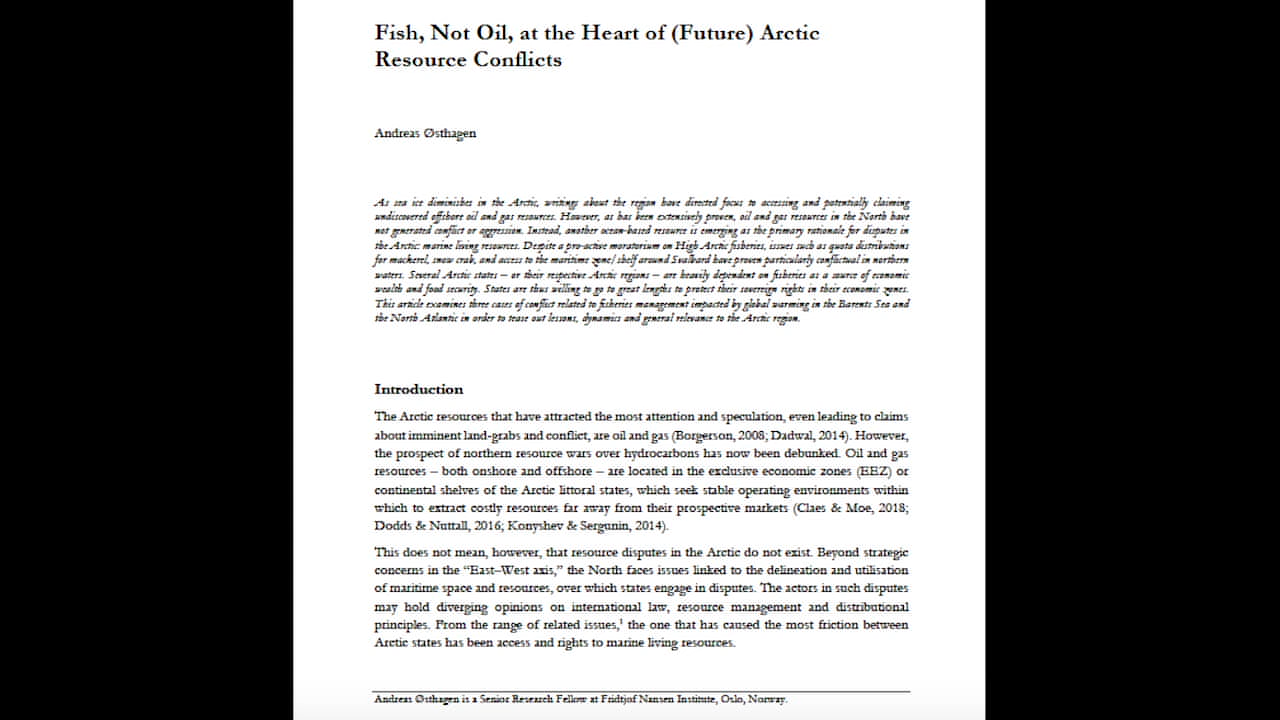 Fish, Not Oil, at the Heart of (Future) Arctic
Resource Conflicts
Andreas Østhagen
As sea ice diminishes in the Arctic, writings about the region have directed focus to accessing and potentially claiming
undiscovered offshore oil and gas resources. However, as has been extensively proven, oil and gas resources in the North have
not generated conflict or aggression. Instead, another ocean-based resource is emerging as the primary rationale for disputes in
the Arctic: marine living resources. Despite a pro-active moratorium on High Arctic fisheries, issues such as quota distributions
for mackerel, snow crab, and access to the maritime zone/shelf around Svalbard have proven particularly conflictual in northern
waters. Several Arctic states – or their respective Arctic regions – are heavily dependent on fisheries as a source of economic
wealth and food security. States are thus willing to go to great lengths to protect their sovereign rights in their economic zones.
This article examines three cases of conflict related to fisheries management impacted by global warming in the Barents Sea and
the North Atlantic in order to tease out lessons, dynamics and general relevance to the Arctic region.
Introduction
The Arctic resources that have attracted the most attention and speculation, even leading to claims
about imminent land-grabs and conflict, are oil and gas (Borgerson, 2008; Dadwal, 2014). However,
the prospect of northern resource wars over hydrocarbons has now been debunked. Oil and gas
resources – both onshore and offshore – are located in the exclusive economic zones (EEZ) or
continental shelves of the Arctic littoral states, which seek stable operating environments within
which to extract costly resources far away from their prospective markets (Claes & Moe, 2018;
Dodds & Nuttall, 2016; Konyshev & Sergunin, 2014).
This does not mean, however, that resource disputes in the Arctic do not exist. Beyond strategic
concerns in the “East–West axis,” the North faces issues linked to the delineation and utilisation
of maritime space and resources, over which states engage in disputes. The actors in such disputes
may hold diverging opinions on international law, resource management and distributional
principles. From the range of related issues,¹ the one that has caused the most friction between
Arctic states has been access and rights to marine living resources.
Andreas Østhagen is a Senior Research Fellow at Fridtjof Nansen Institute, Oslo, Norway.